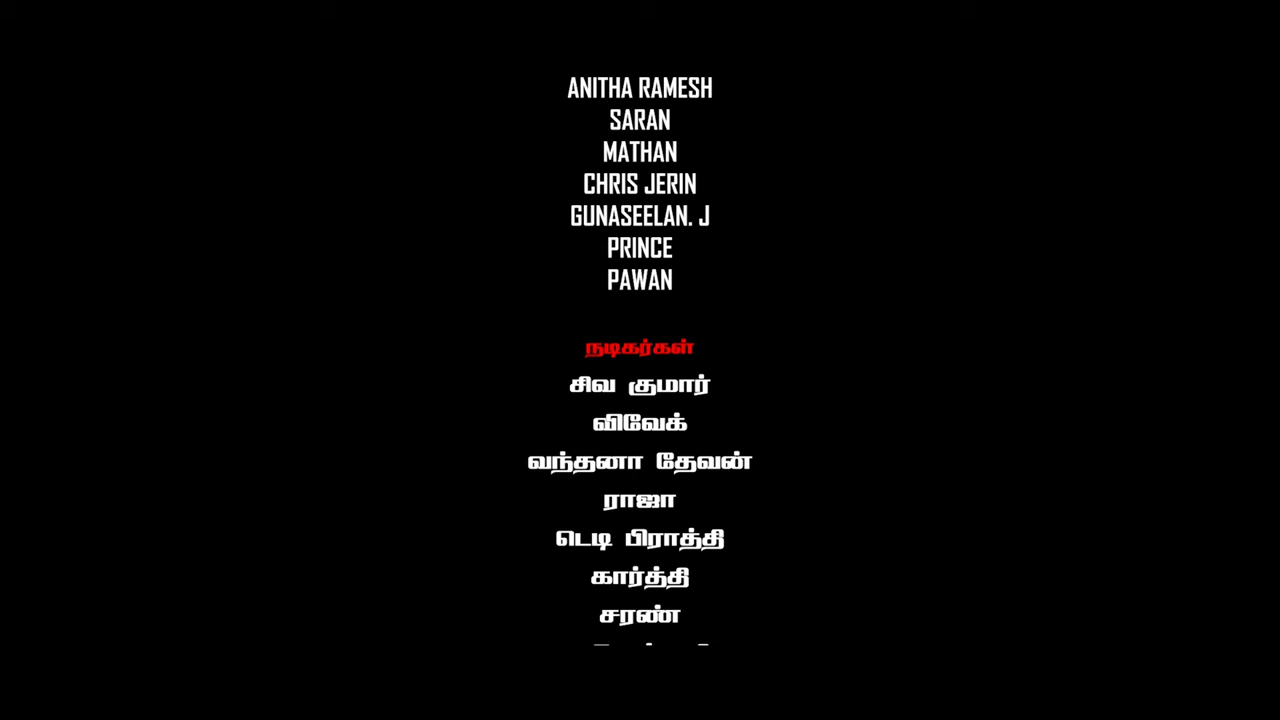 ANITHA RAMESH
SARAN
MATHAN
CHRIS JERIN
GUNASEELAN. J
PRINCE
PAWAN
நடிகர்கள்
சிவ குமார்
விவேக்
வந்தனா தேவன்
ராஜா
டெடி பிராத்தி
கார்த்தி
சரண்